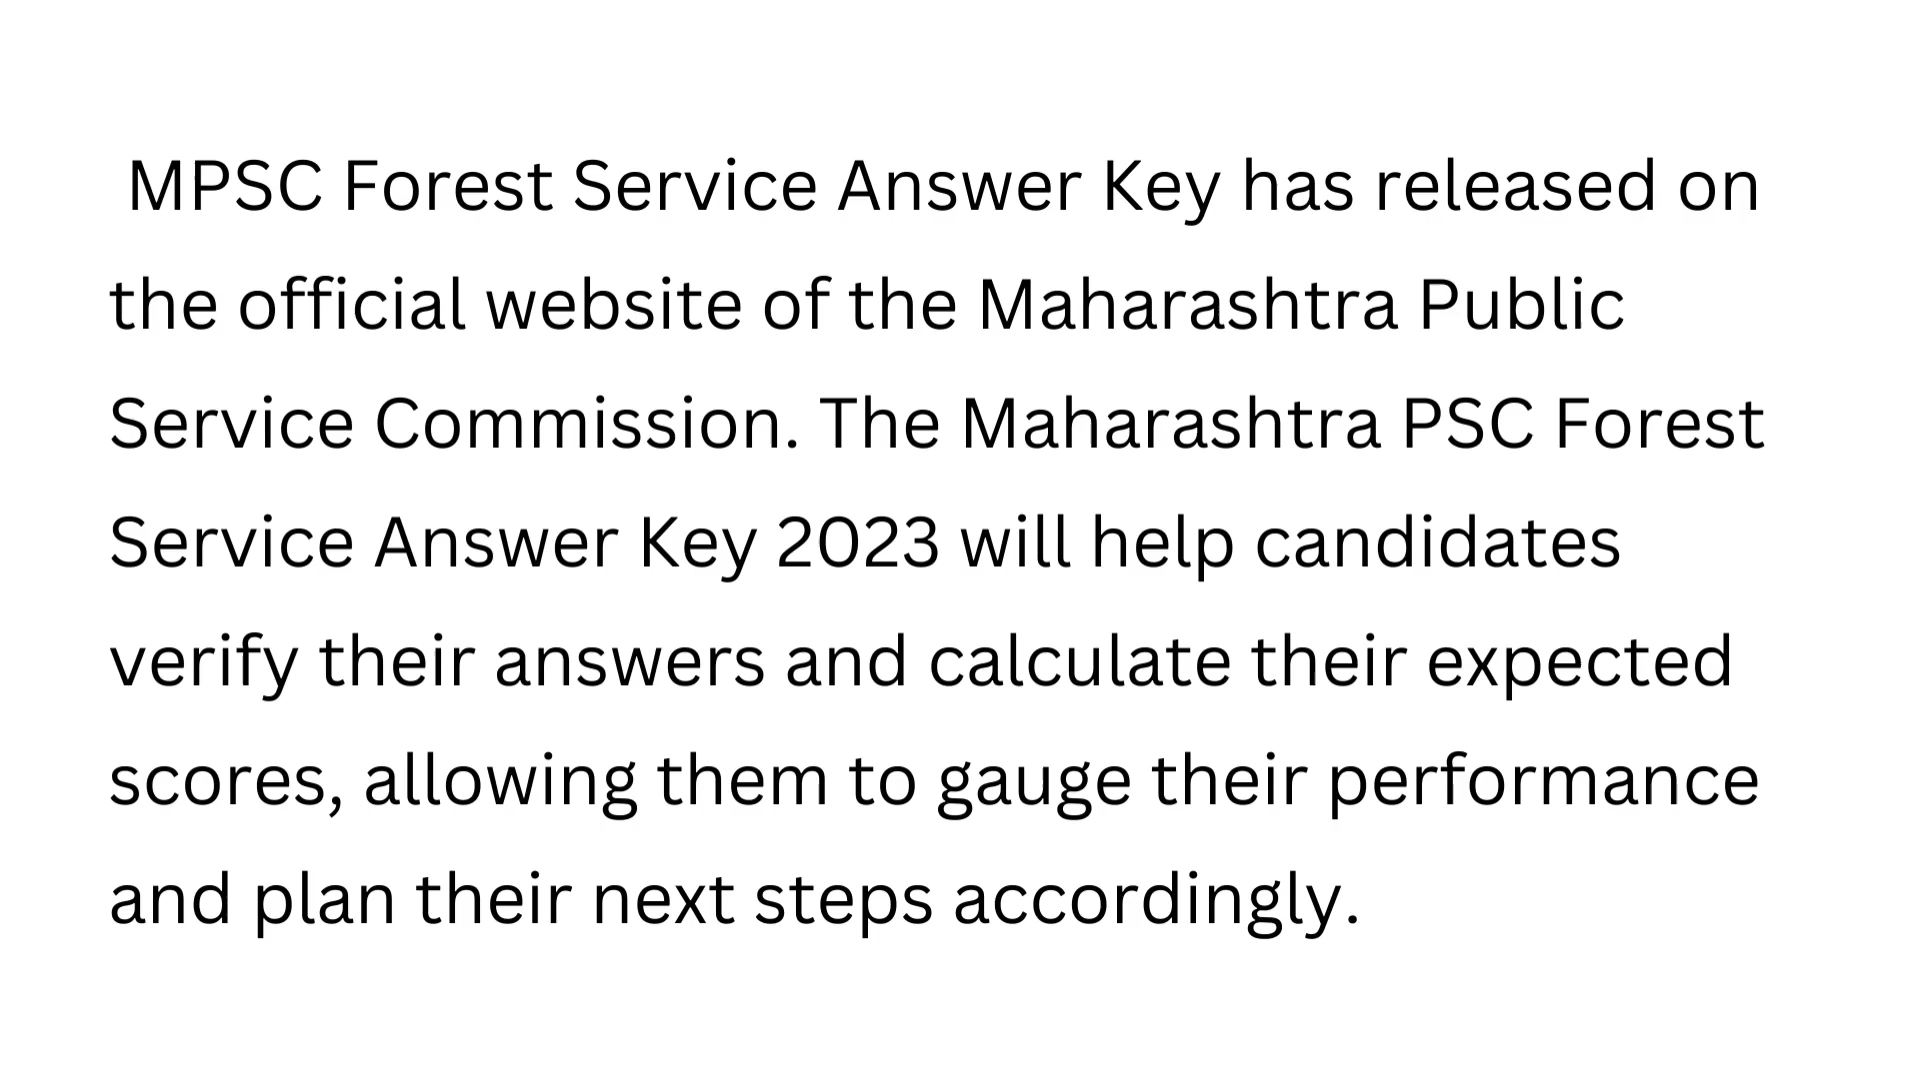 MPSC Forest Service Answer Key has released on
the official website of the Maharashtra Public
Service Commission. The Maharashtra PSC Forest
Service Answer Key 2023 will help candidates
verify their answers and calculate their expected
scores, allowing them to gauge their performance
and plan their next steps accordingly.